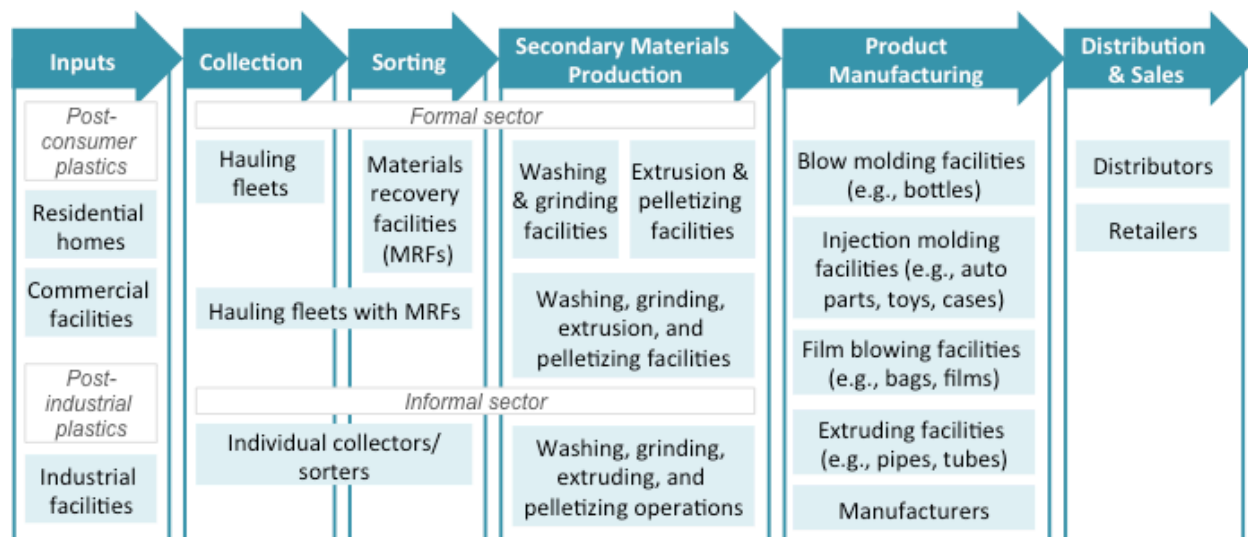 Inputs
Collection
Sorting
Secondary Materials
Production
Product
Manufacturing
Distribution
& Sales
Post-
consumer
plastics
Residential
homes
Commercial
facilities
Post-
industrial
plastics
Industrial
facilities
Formal sector
Hauling
fleets
Materials
recovery
facilities
(MRFs)
Hauling fleets with MRFs
Washing
& grinding
facilities
Extrusion &
pelletizing
facilities
Washing, grinding,
extrusion, and
pelletizing facilities
Informal sector
Individual collectors/
sorters
Washing, grinding,
extruding, and
pelletizing operations
Blow molding facilities
(e.g., bottles)
Injection molding
facilities (e.g., auto
parts, toys, cases)
Film blowing facilities
(e.g., bags, films)
Extruding facilities
(e.g., pipes, tubes)
Manufacturers
Distributors
Retailers